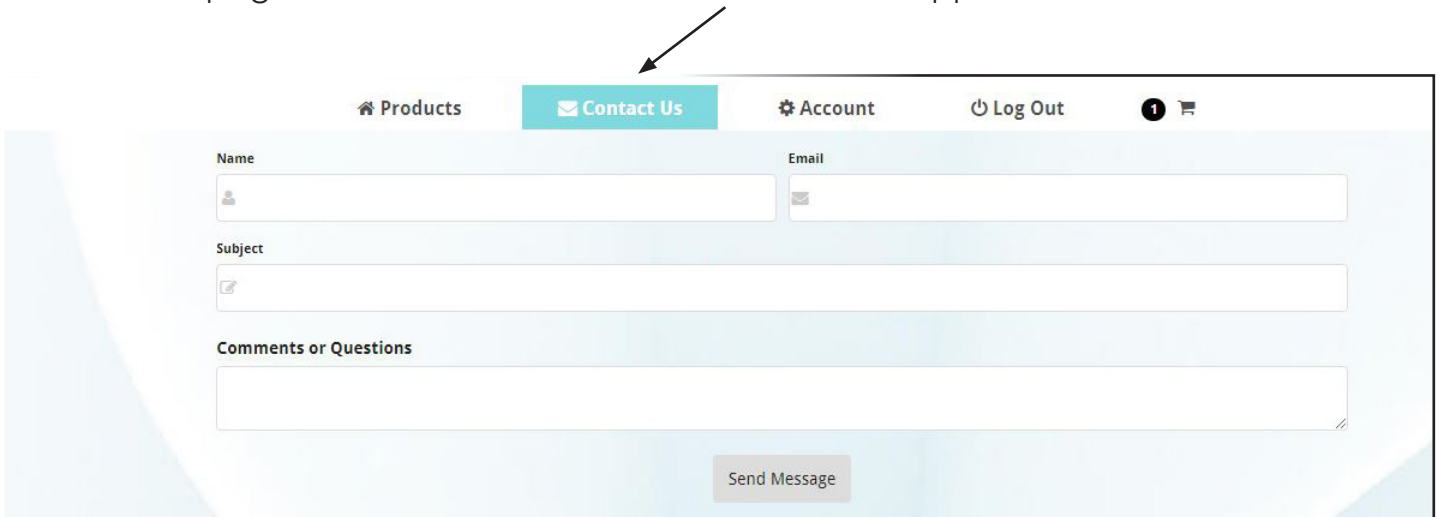 Products Contact Us Account Log Out 1
Name Email
Subject
Comments or Questions
Send Message